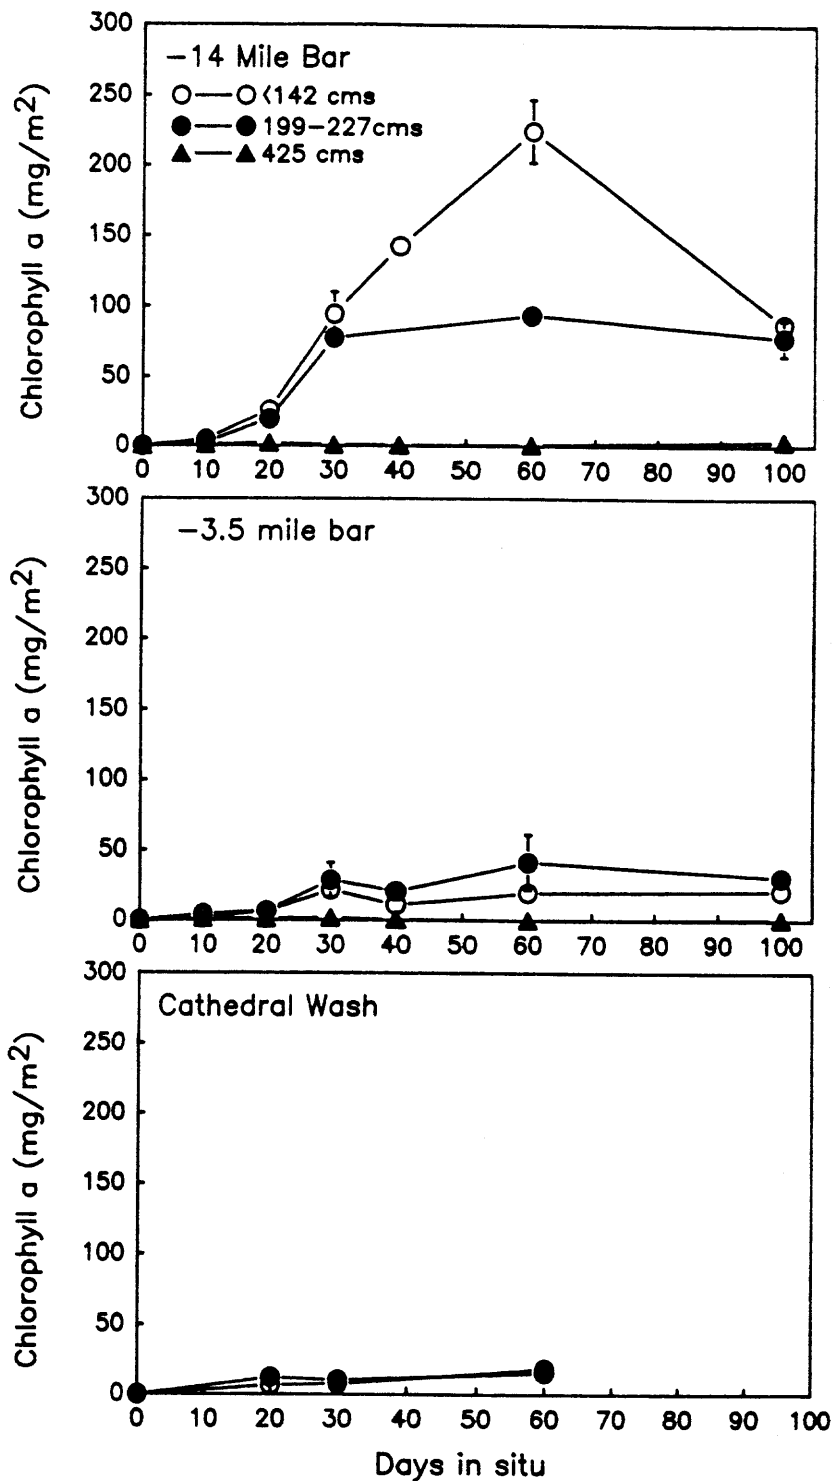 300
250
200
150
100
50
0
Chlorophyll a (mg/m2)
−14 Mile Bar
<142 cms
199−227cms
425 cms
0 10 20 30 40 50 60 70 80 90 100
300
250
200
150
100
50
0
Chlorophyll a (mg/m2)
−3.5 mile bar
0 10 20 30 40 50 60 70 80 90 100
300
250
200
150
100
50
0
Chlorophyll a (mg/m2)
Cathedral Wash
0 10 20 30 40 50 60 70 80 90 100
Days in situ